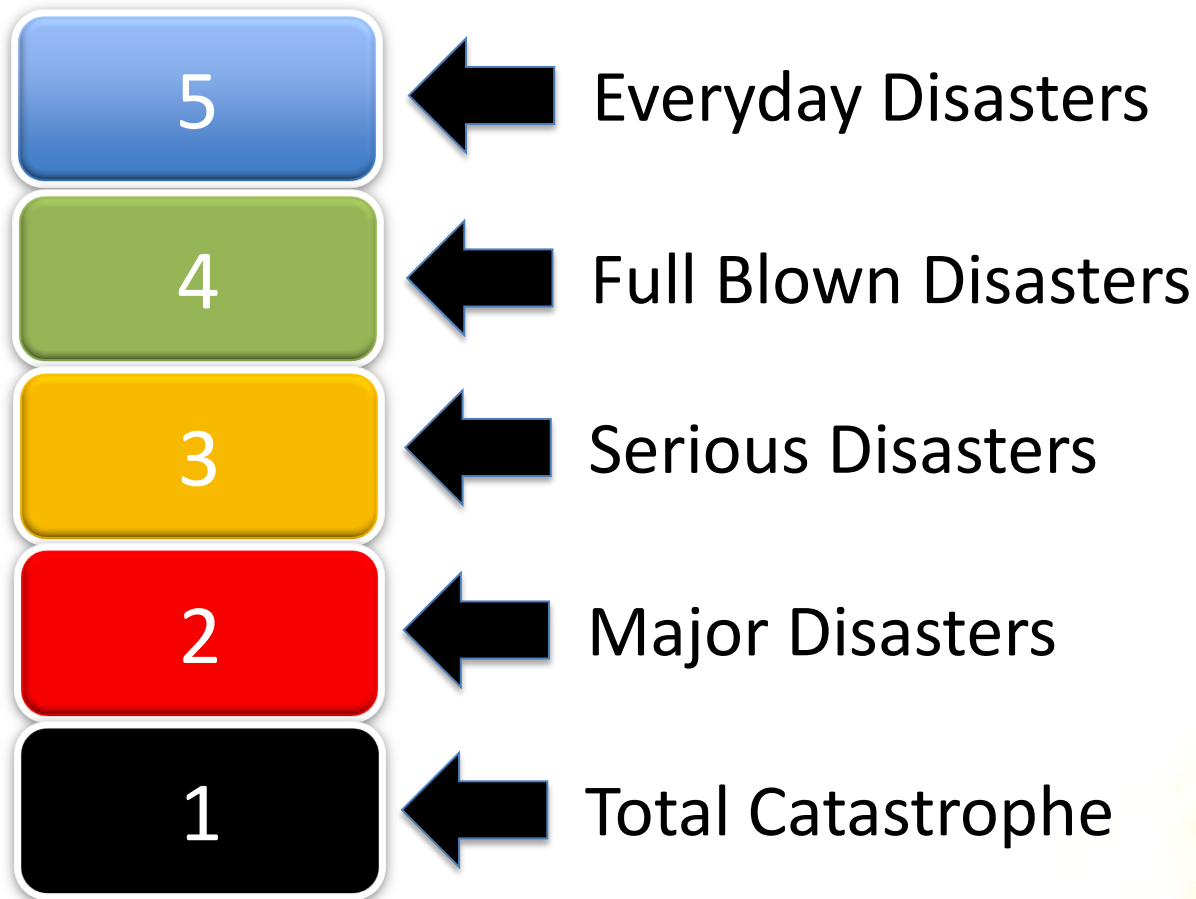 5 Everyday Disasters
4 Full Blown Disasters
3 Serious Disasters
2 Major Disasters
1 Total Catastrophe